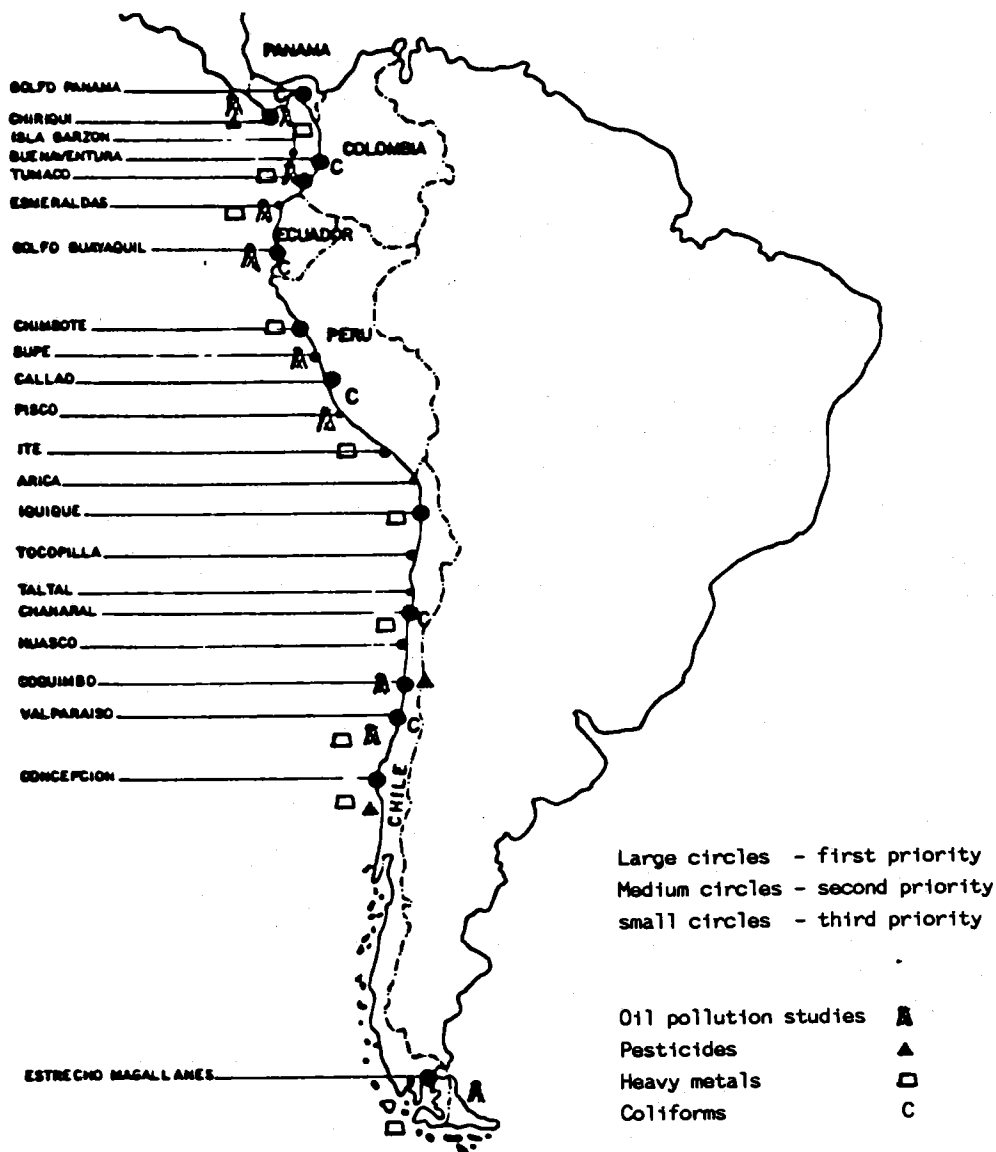 PANAMA
GOLFO PANAMA
C
CHIRIQUI
ISLA GARZON
COLOMBIA
BUENAVENTURA
C
TUMACO
ESMERALDAS
ECUADOR
GOLFO GUAYAQUIL
C
CHIMBOTE
PERU
SUPE
CALLAO
C
PISCO
ITE
ARICA
IQUIQUE
TOCOPILLA
TALTAL
CHANARAL
C
HUASCO
COQUIMBO
VALPARAISO
C
CONCEPCION
CHILE
Large circles - first priority
Medium circles - second priority
small circles - third priority
Oil pollution studies
Pesticides
Heavy metals
Coliforms C
ESTRECHO MAGALLANES